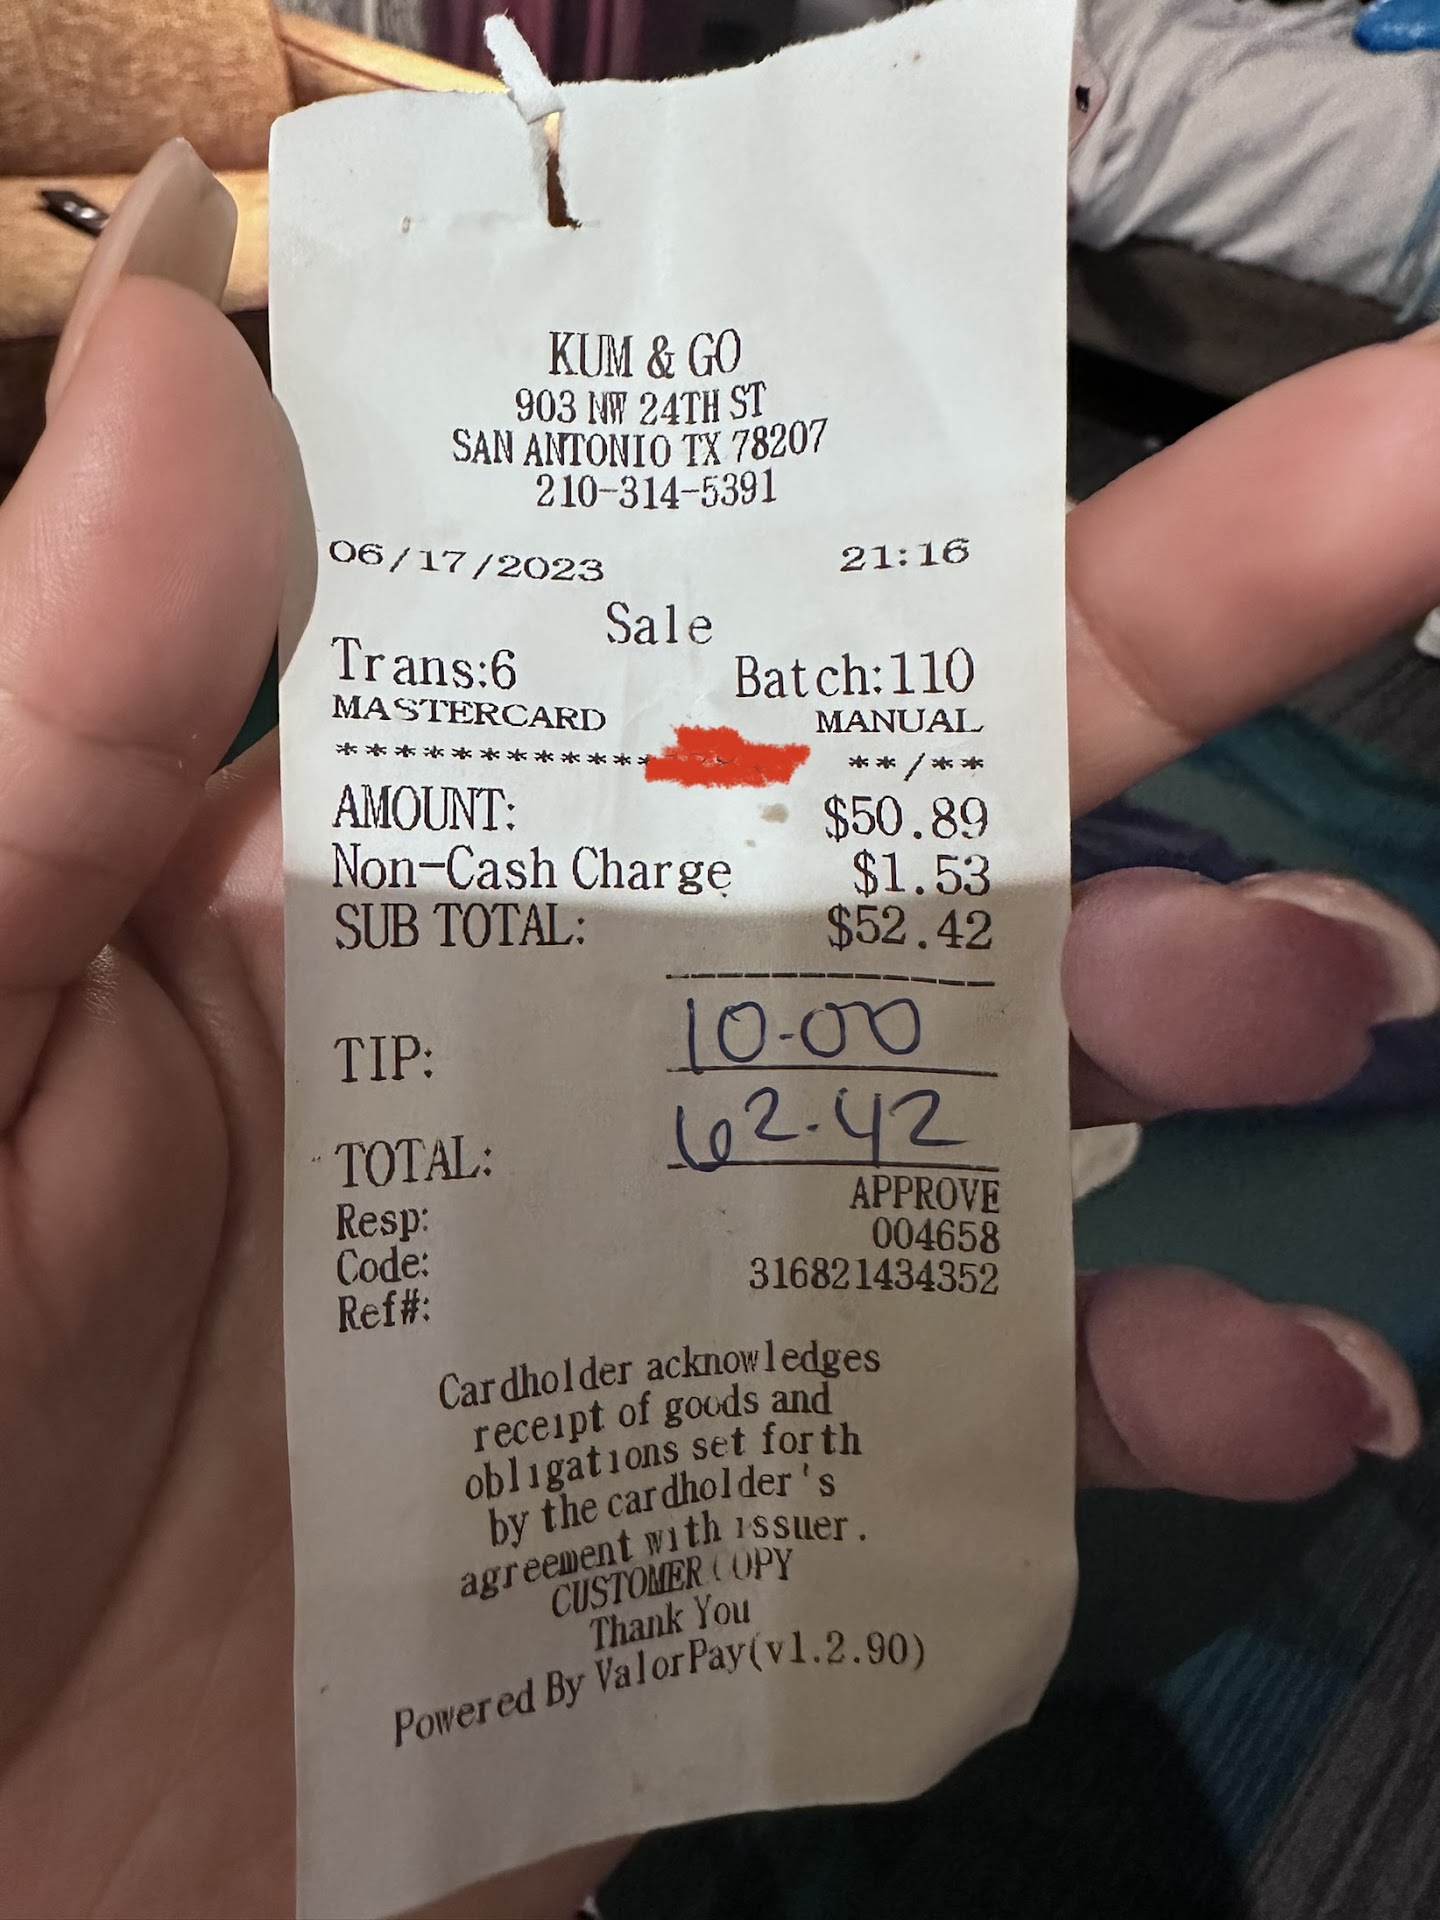 KUM & GO
903 NW 24TH ST
SAN ANTONIO TX 78207
210-314-5391
06/17/2023 21:16
Sale
Trans:6 Batch:110
MASTERCARD MANUAL
************* **/**
AMOUNT: $50.89
Non-Cash Charge $1.53
SUB TOTAL: $52.42
TIP: 10.00
TOTAL: 62.42
Resp: APPROVE
Code: 004658
Ref#: 316821434352
Cardholder acknowledges
receipt of goods and
obligations set forth
by the cardholder's
agreement with issuer.
CUSTOMER COPY
Thank You
Powered By ValorPay(v1.2.90)